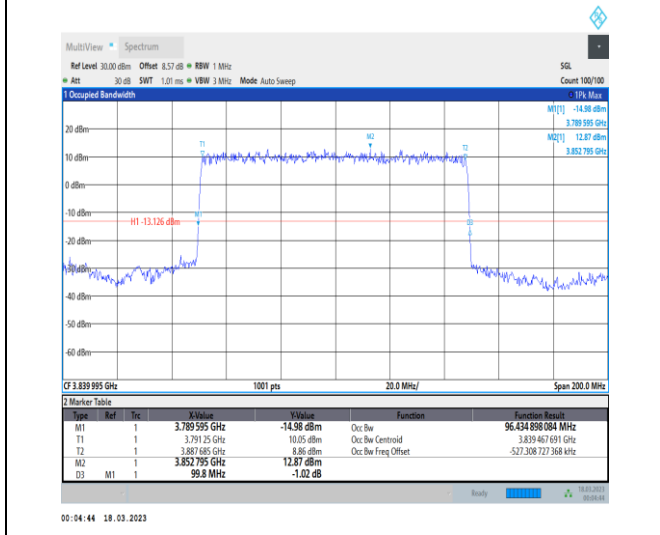 MultiView Spectrum
Ref Level 30.00 dBm Offset 8.57 dB RBW 1 MHz SGL
Att 30 dB SWT 1.01 ms VBW 3 MHz Mode Auto Sweep Count 100/100
1 Occupied Bandwidth 1Pk Max
M1[1] -14.98 dBm
3.789 595 GHz
M2[1] 12.87 dBm
3.852 795 GHz
20 dBm
M2
T1
T2
10 dBm
0 dBm
-10 dBm
M1
H1 -13.126 dBm
D3
-20 dBm
-30 dBm
-40 dBm
-50 dBm
-60 dBm
CF 3.839 995 GHz 1001 pts 20.0 MHz/ Span 200.0 MHz
2 Marker Table
Type Ref Trc X-Value Y-Value Function Function Result
M1 1 3.789 595 GHz -14.98 dBm Occ Bw 96.434 898 084 MHz
T1 1 3.791 25 GHz 10.05 dBm Occ Bw Centroid 3.839 467 691 GHz
T2 1 3.887 685 GHz 8.86 dBm Occ Bw Freq Offset -527.308 727 368 kHz
M2 1 3.852 795 GHz 12.87 dBm
D3 M1 1 99.8 MHz -1.02 dB
Ready 18.03.2023
00:04:44
00:04:44 18.03.2023